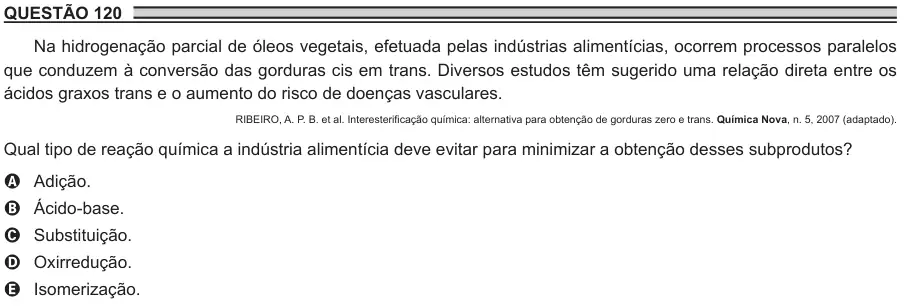 QUESTÃO 120
Na hidrogenação parcial de óleos vegetais, efetuada pelas indústrias alimentícias, ocorrem processos paralelos
que conduzem à conversão das gorduras cis em trans. Diversos estudos têm sugerido uma relação direta entre os
ácidos graxos trans e o aumento do risco de doenças vasculares.
RIBEIRO, A. P. B. et al. Interesterificação química: alternativa para obtenção de gorduras zero e trans. Química Nova, n. 5, 2007 (adaptado).
Qual tipo de reação química a indústria alimentícia deve evitar para minimizar a obtenção desses subprodutos?
A Adição.
B Ácido-base.
C Substituição.
D Oxirredução.
E Isomerização.